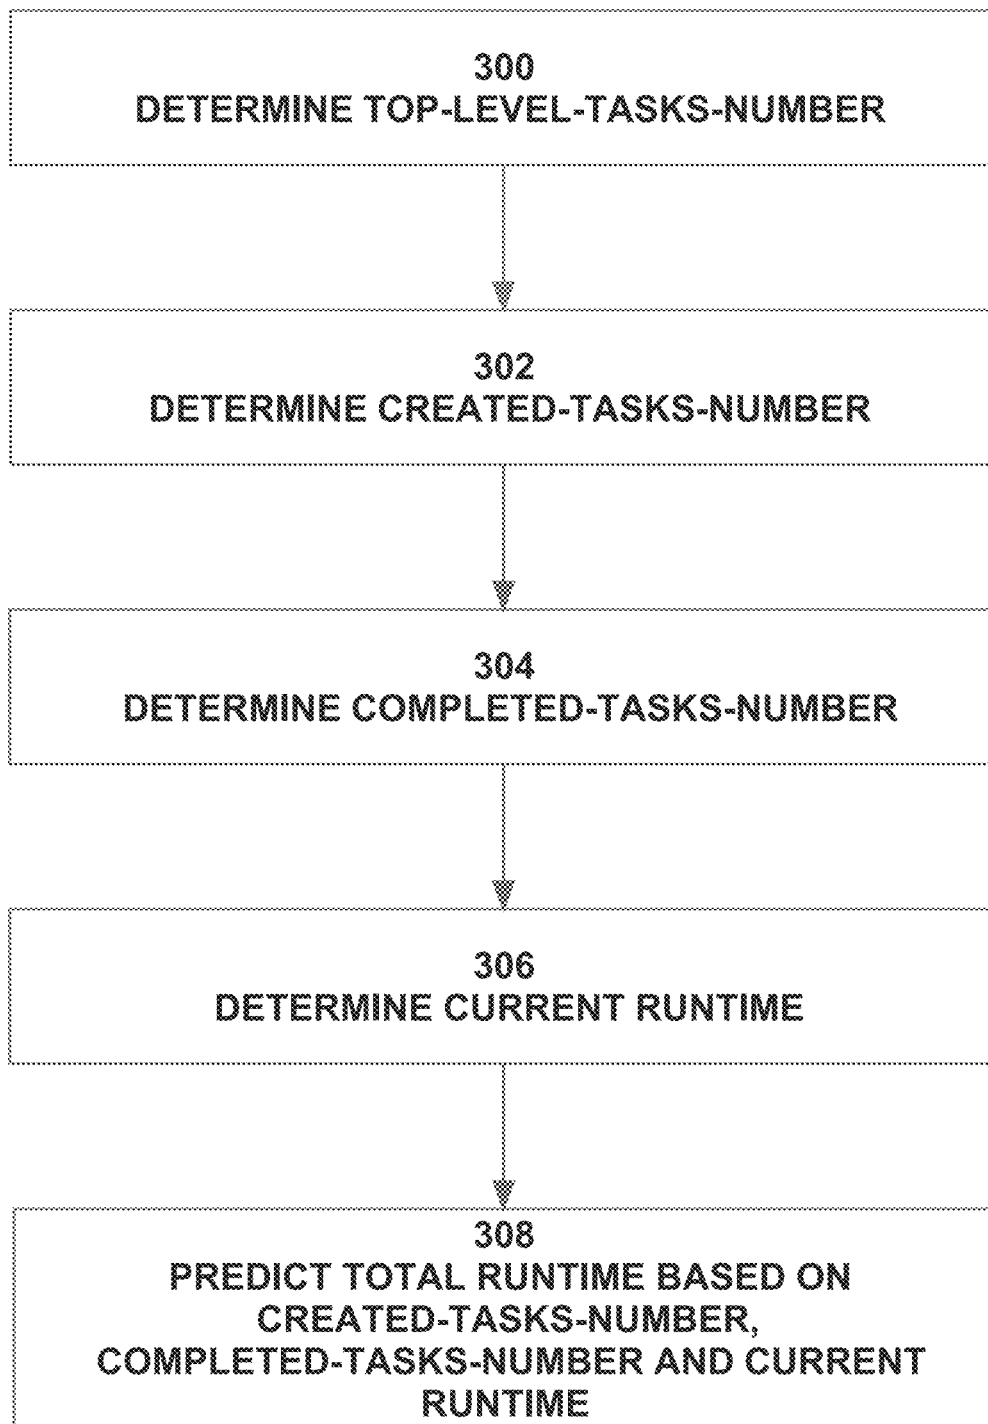 300
DETERMINE TOP-LEVEL-TASKS-NUMBER
302
DETERMINE CREATED-TASKS-NUMBER
304
DETERMINE COMPLETED-TASKS-NUMBER
306
DETERMINE CURRENT RUNTIME
308
PREDICT TOTAL RUNTIME BASED ON
CREATED-TASKS-NUMBER,
COMPLETED-TASKS-NUMBER AND CURRENT
RUNTIME